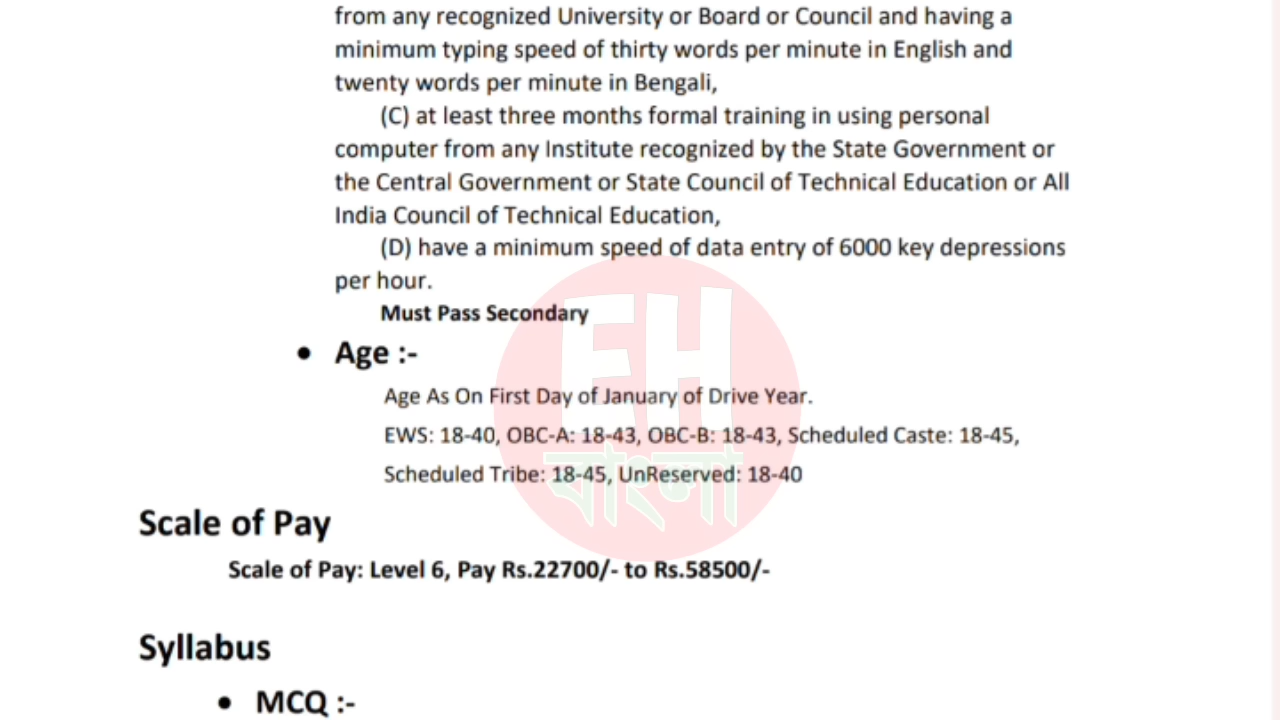 from any recognized University or Board or Council and having a
minimum typing speed of thirty words per minute in English and
twenty words per minute in Bengali,
(C) at least three months formal training in using personal
computer from any Institute recognized by the State Government or
the Central Government or State Council of Technical Education or All
India Council of Technical Education,
(D) have a minimum speed of data entry of 6000 key depressions
per hour.
Must Pass Secondary
• Age :-
Age As On First Day of January of Drive Year.
EWS: 18-40, OBC-A: 18-43, OBC-B: 18-43, Scheduled Caste: 18-45,
Scheduled Tribe: 18-45, UnReserved: 18-40
EH
বাংলা
Scale of Pay
Scale of Pay: Level 6, Pay Rs.22700/- to Rs.58500/-
Syllabus
• MCQ :-